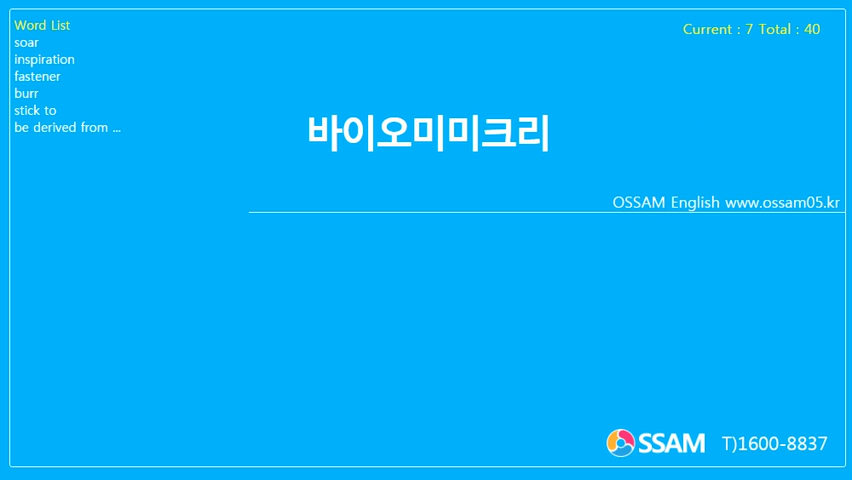 Word List
soar
inspiration
fastener
burr
stick to
be derived from ...
Current : 7 Total : 40
바이오미미크리
OSSAM English www.ossam05.kr
OSSAM T)1600-8837